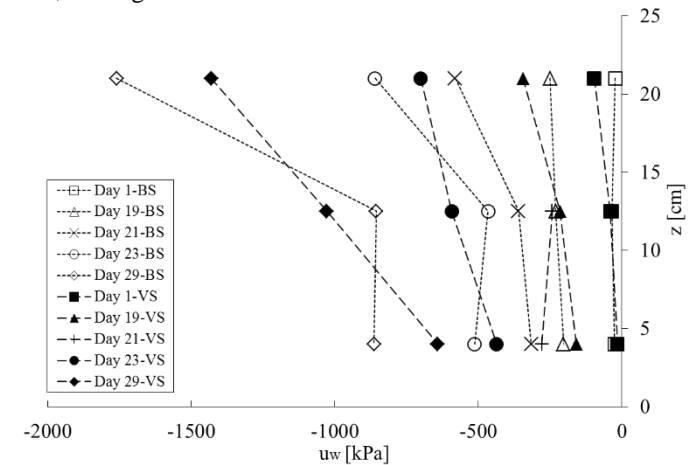 25
20
15
10
5
0
z [cm]
Day 1-BS
Day 19-BS
Day 21-BS
Day 23-BS
Day 29-BS
Day 1-VS
Day 19-VS
Day 21-VS
Day 23-VS
Day 29-VS
-2000 -1500 -1000 -500 0
uw [kPa]